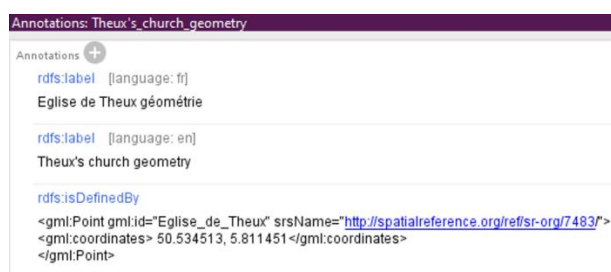 Annotations: Theux's_church_geometry
Annotations
rdfs:label [language: fr]
Eglise de Theux géométrie
rdfs:label [language: en]
Theux's church geometry
rdfs:isDefinedBy
<gml:Point gml:id="Eglise_de_Theux" srsName="http://spatialreference.org/ref/sr-org/7483/">
<gml:coordinates> 50.534513, 5.811451</gml:coordinates>
</gml:Point>